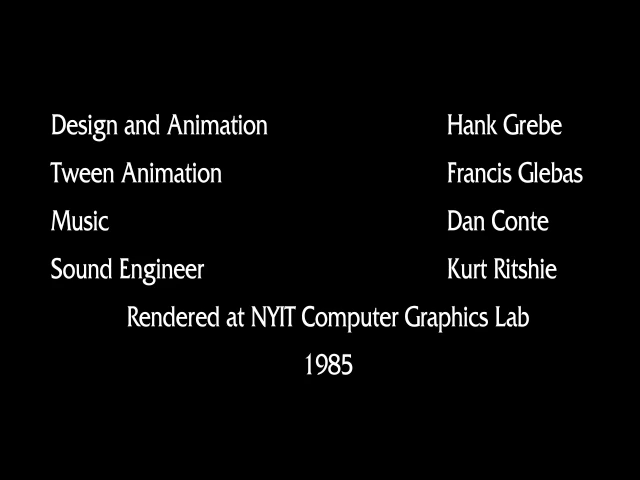 Design and Animation Hank Grebe
Tween Animation Francis Glebas
Music Dan Conte
Sound Engineer Kurt Ritshie
Rendered at NYIT Computer Graphics Lab
1985